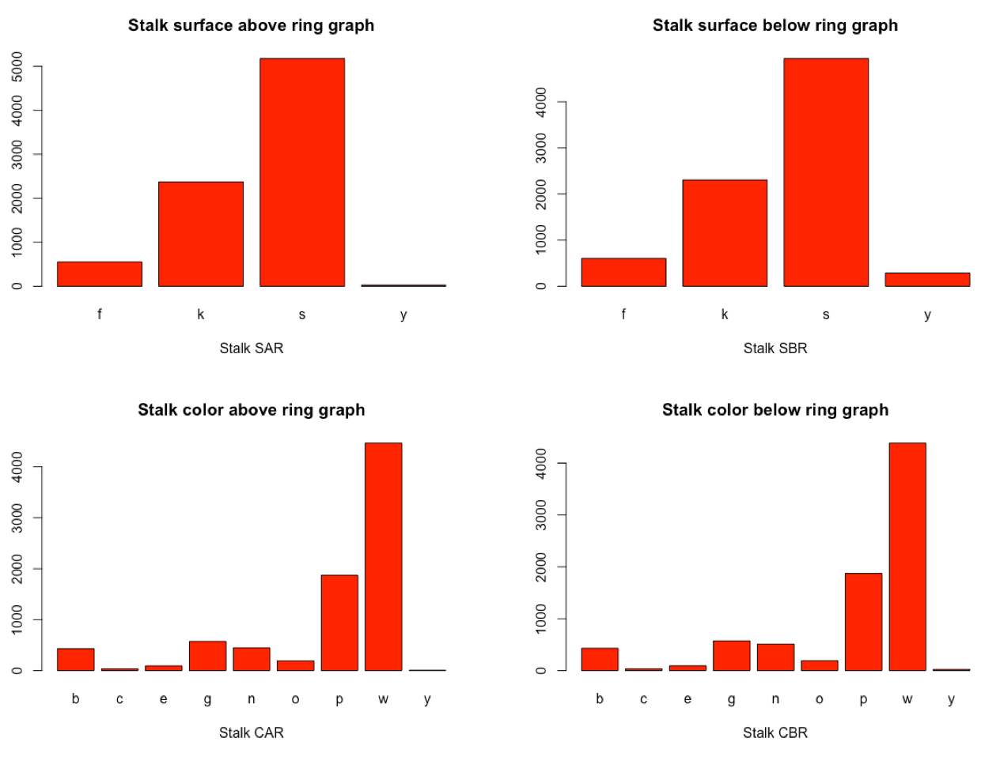 Stalk surface above ring graph
5000
4000
3000
2000
1000
0
f k s y
Stalk SAR
Stalk surface below ring graph
4000
3000
2000
1000
0
f k s y
Stalk SBR
Stalk color above ring graph
4000
3000
2000
1000
0
b c e g n o p w y
Stalk CAR
Stalk color below ring graph
4000
3000
2000
1000
0
b c e g n o p w y
Stalk CBR